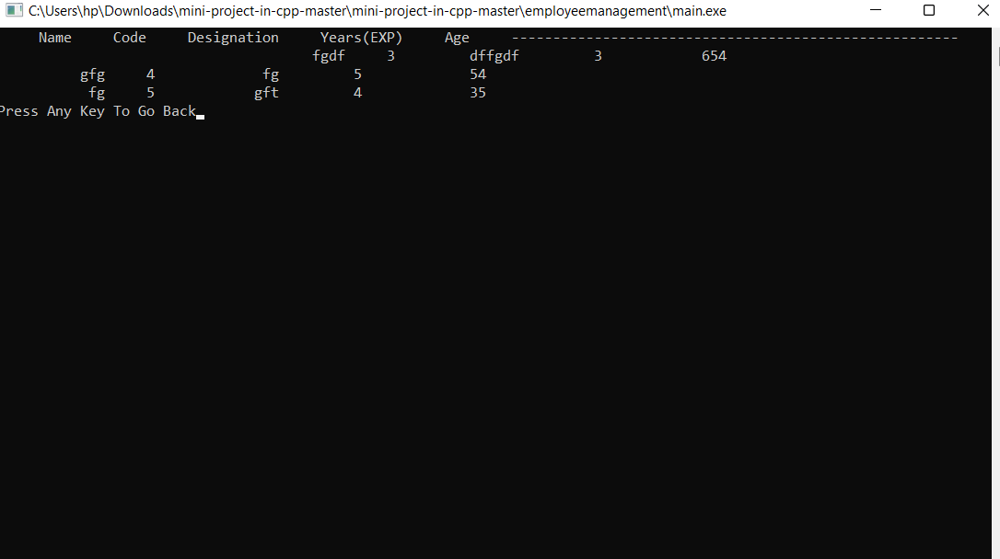 C:\Users\hp\Downloads\mini-project-in-cpp-master\mini-project-in-cpp-master\employeemanagement\main.exe
Name Code Designation Years(EXP) Age ------------------------------------------------------
fgdf 3 dffgdf 3 654
gfg 4 fg 5 54
fg 5 gft 4 35
Press Any Key To Go Back